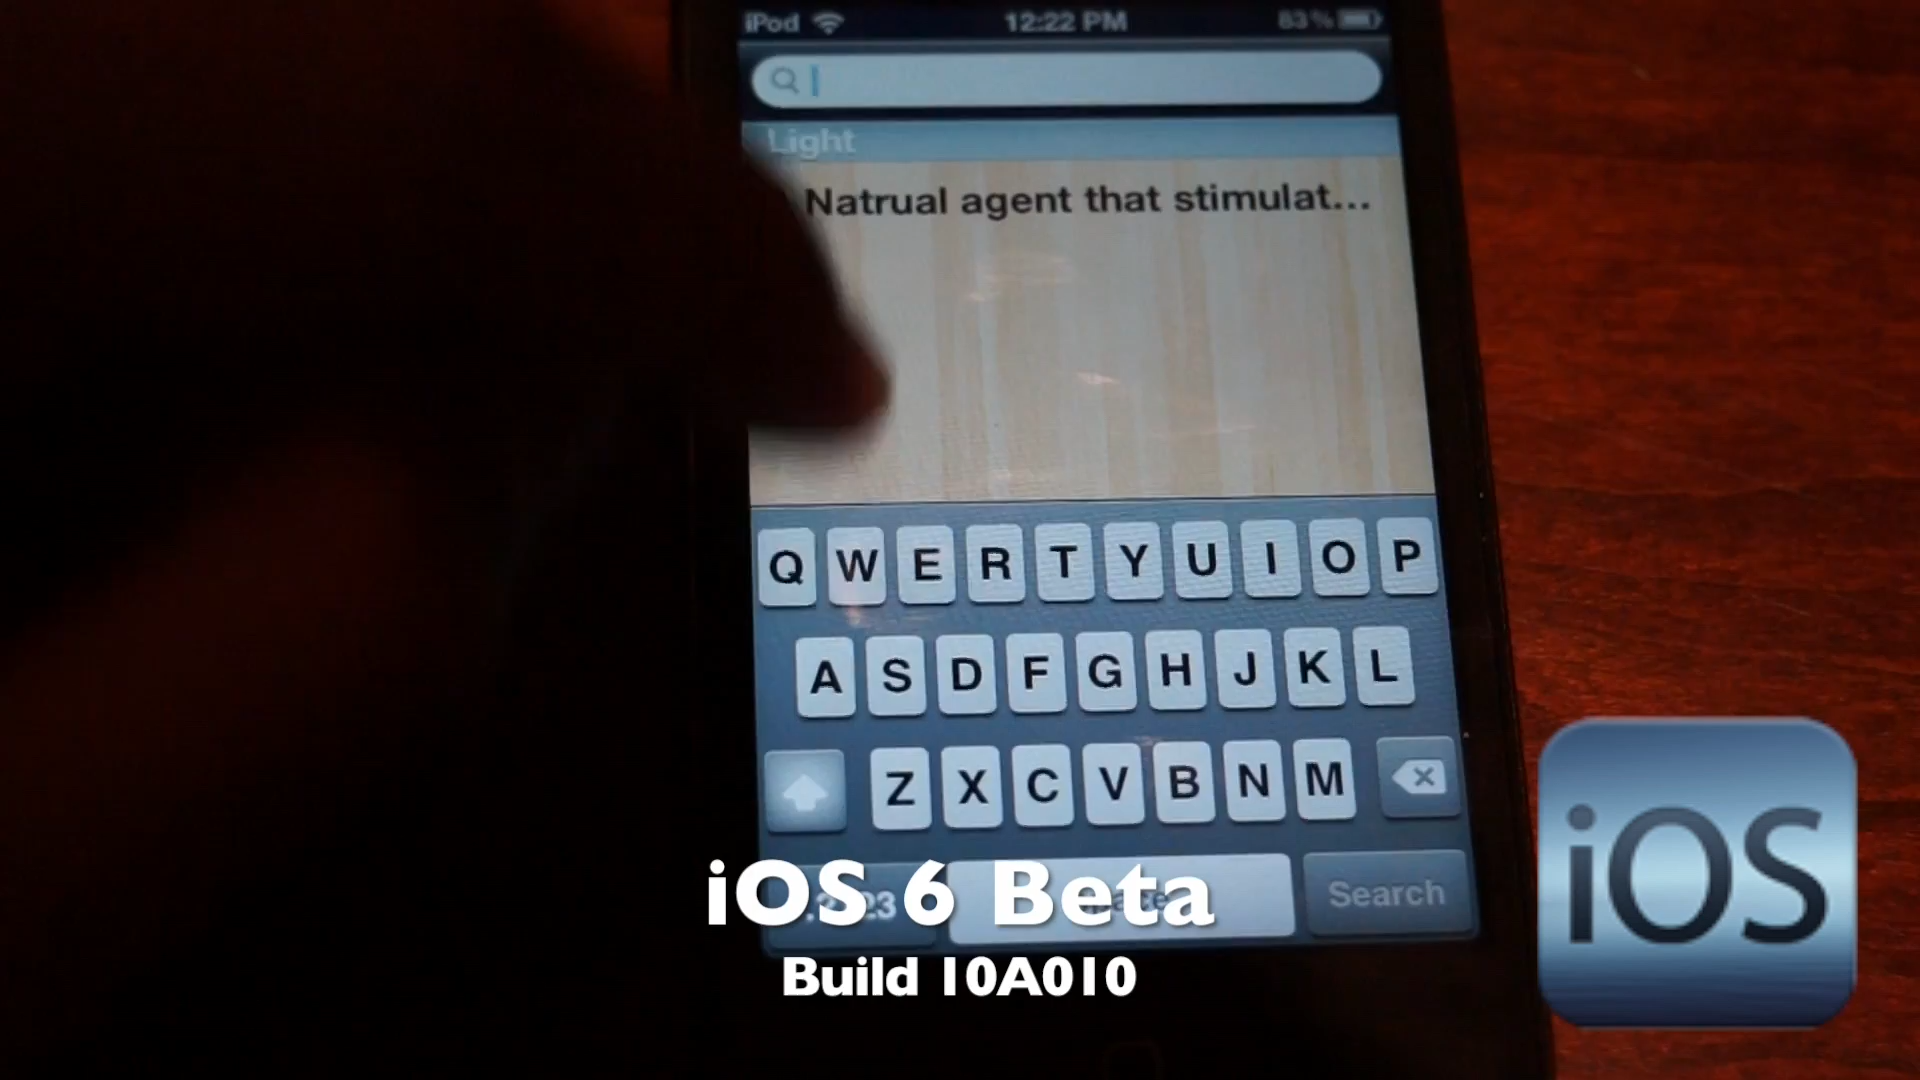 iPod 12:22 PM 83%
Light
Natrual agent that stimulat...
Q W E R T Y U I O P
A S D F G H J K L
Z X C V B N M
Search
iOS 6 Beta
Build 10A010
iOS